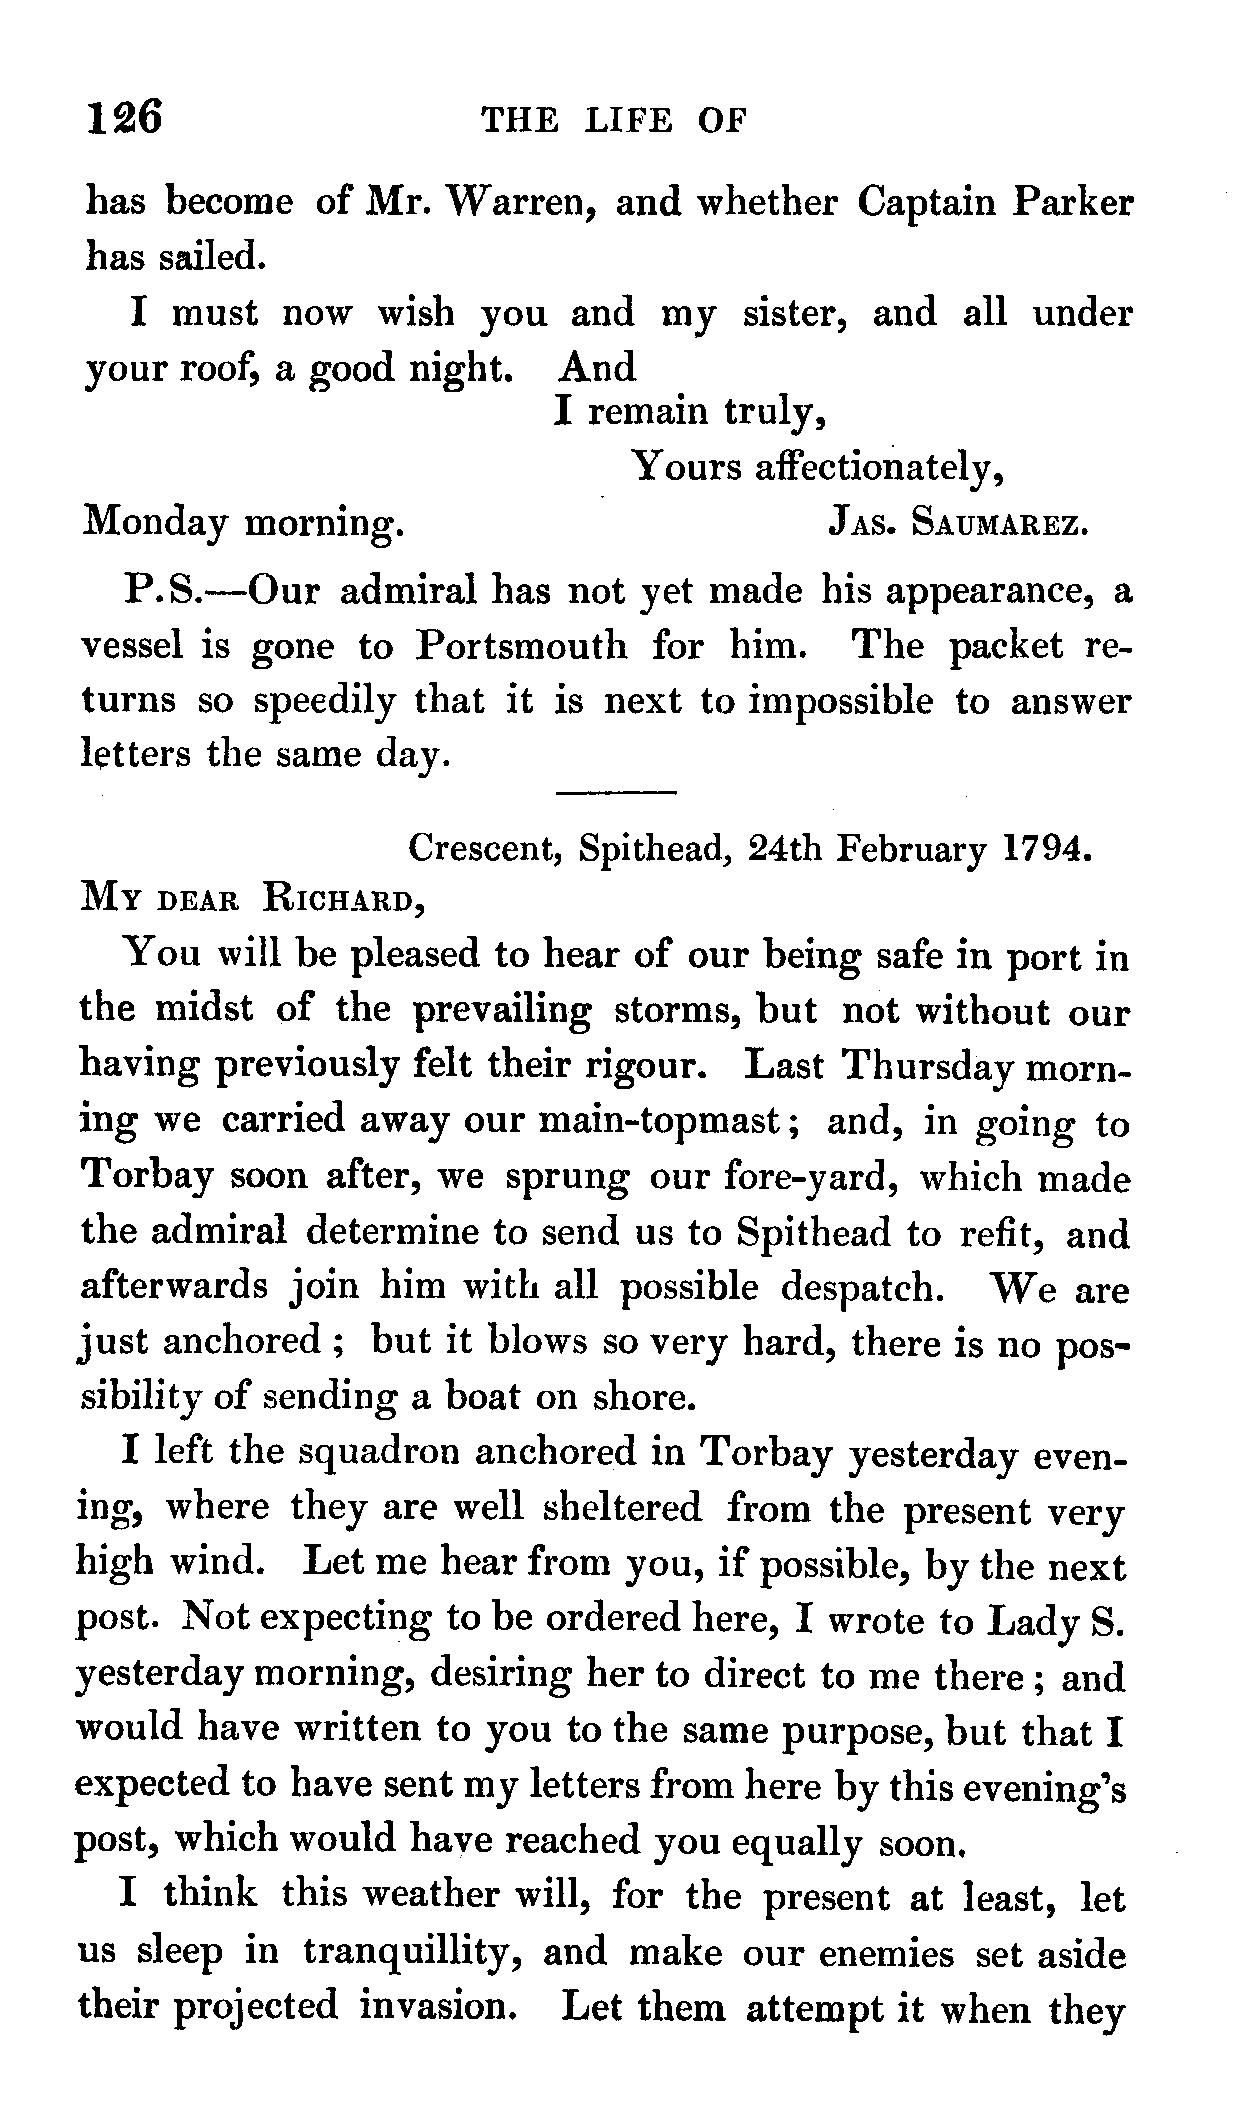 126 THE LIFE OF
has become of Mr. Warren, and whether Captain Parker
has sailed.
I must now wish you and my sister, and all under
your roof, a good night. And
I remain truly,
Yours affectionately,
Monday morning. JAS. SAUMAREZ.
P.S.—Our admiral has not yet made his appearance, a
vessel is gone to Portsmouth for him. The packet re-
turns so speedily that it is next to impossible to answer
letters the same day.
Crescent, Spithead, 24th February 1794.
MY DEAR RICHARD,
You will be pleased to hear of our being safe in port in
the midst of the prevailing storms, but not without our
having previously felt their rigour. Last Thursday morn-
ing we carried away our main-topmast; and, in going to
Torbay soon after, we sprung our fore-yard, which made
the admiral determine to send us to Spithead to refit, and
afterwards join him with all possible despatch. We are
just anchored; but it blows so very hard, there is no pos-
sibility of sending a boat on shore.
I left the squadron anchored in Torbay yesterday even-
ing, where they are well sheltered from the present very
high wind. Let me hear from you, if possible, by the next
post. Not expecting to be ordered here, I wrote to Lady S.
yesterday morning, desiring her to direct to me there; and
would have written to you to the same purpose, but that I
expected to have sent my letters from here by this evening's
post, which would have reached you equally soon.
I think this weather will, for the present at least, let
us sleep in tranquillity, and make our enemies set aside
their projected invasion. Let them attempt it when they